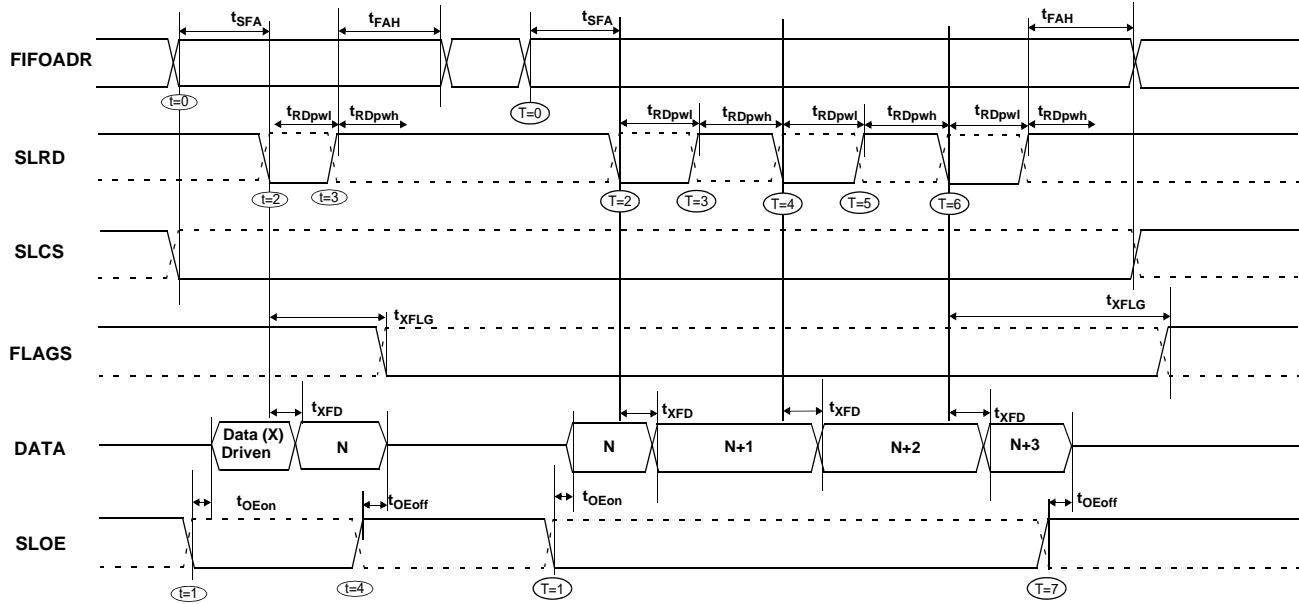 tSFA tFAH tSFA tFAH
FIFOADR
t=0 T=0
tRDpwl tRDpwh tRDpwl tRDpwh tRDpwl tRDpwh tRDpwl tRDpwh
SLRD
t=2 t=3 T=2 T=3 T=4 T=5 T=6
SLCS
tXFLG tXFLG
FLAGS
tXFD tXFD tXFD tXFD
DATA
Data (X)
Driven
N N N+1 N+2 N+3
tOEon tOEoff tOEon tOEoff
SLOE
t=1 t=4 T=1 T=7